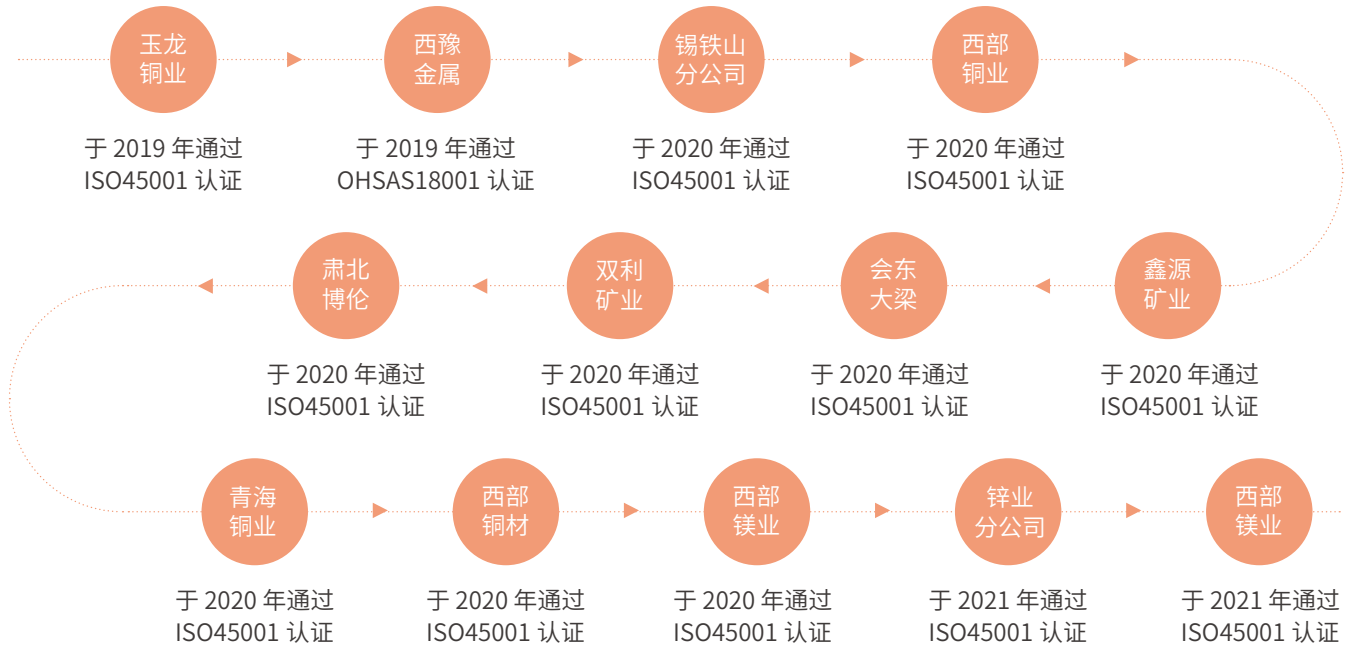 玉龙
铜业
于 2019 年通过
ISO45001 认证
西豫
金属
于 2019 年通过
OHSAS18001 认证
锡铁山
分公司
于 2020 年通过
ISO45001 认证
西部
铜业
于 2020 年通过
ISO45001 认证
鑫源
矿业
于 2020 年通过
ISO45001 认证
会东
大梁
于 2020 年通过
ISO45001 认证
双利
矿业
于 2020 年通过
ISO45001 认证
肃北
博伦
于 2020 年通过
ISO45001 认证
青海
铜业
于 2020 年通过
ISO45001 认证
西部
铜材
于 2020 年通过
ISO45001 认证
西部
镁业
于 2020 年通过
ISO45001 认证
锌业
分公司
于 2021 年通过
ISO45001 认证
西部
镁业
于 2021 年通过
ISO45001 认证